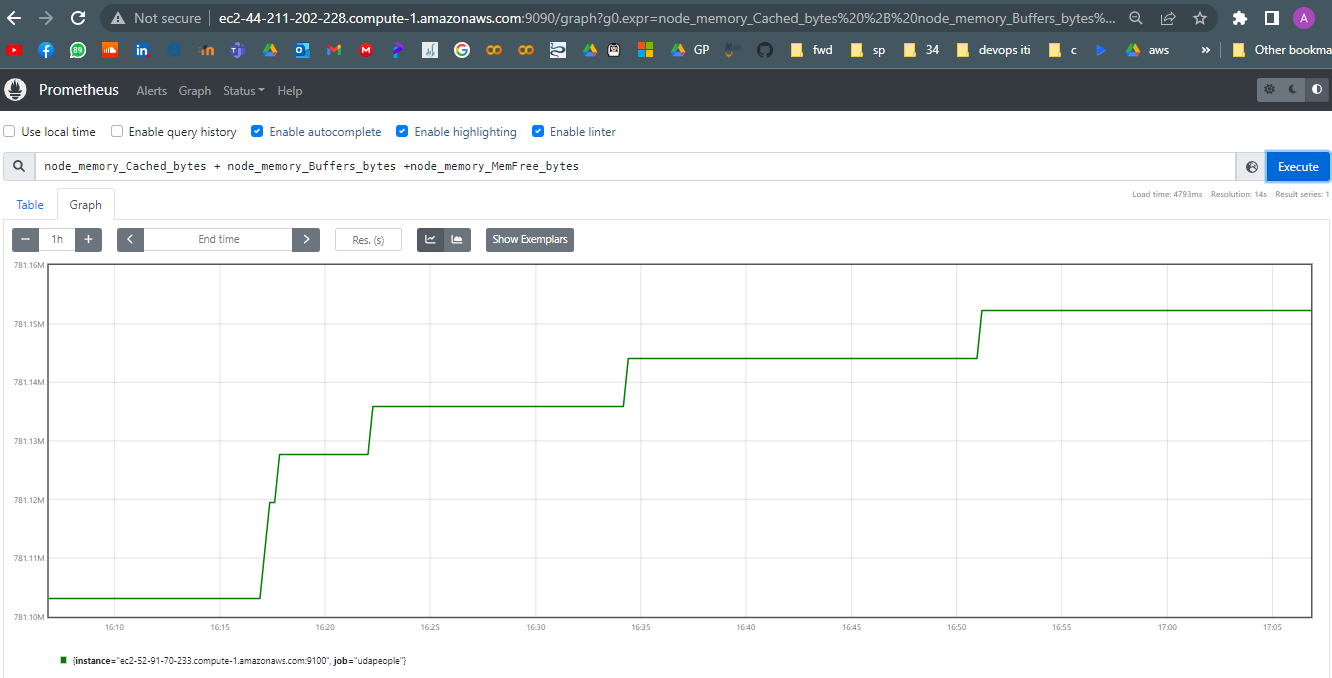 Not secure | ec2-44-211-202-228.compute-1.amazonaws.com:9090/graph?g0.expr=node_memory_Cached_bytes%20%2B%20node_memory_Buffers_bytes%... A
89 in M M GP fwd sp 34 devops iti c aws » Other bookma
Prometheus Alerts Graph Status Help
Use local time Enable query history Enable autocomplete Enable highlighting Enable linter
node_memory_Cached_bytes + node_memory_Buffers_bytes +node_memory_MemFree_bytes Execute
Load time: 4793ms Resolution: 14s Result series: 1
Table Graph
− 1h + < End time > Res. (s) Show Exemplars
781.16M
781.15M
781.14M
781.13M
781.12M
781.11M
781.10M
16:10 16:15 16:20 16:25 16:30 16:35 16:40 16:45 16:50 16:55 17:00 17:05
{instance="ec2-52-91-70-233.compute-1.amazonaws.com:9100", job="udapeople"}